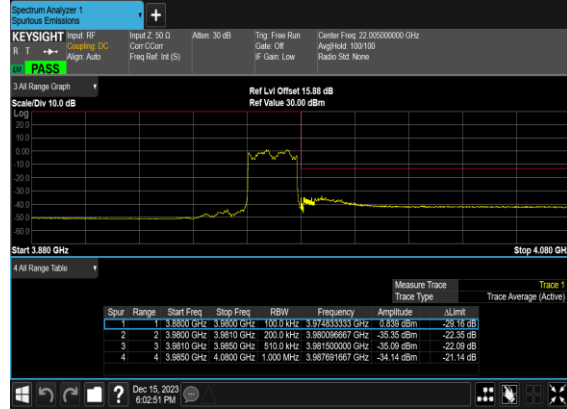 Spectrum Analyzer 1
Spurious Emissions
KEYSIGHT Input: RF Input Z: 50 Ω Atten: 30 dB Trig: Free Run Center Freq: 22.005000000 GHz
R T Coupling: DC Corr CCorr Gate: Off Avg|Hold: 100/100
Align: Auto Freq Ref: Int (S) IF Gain: Low Radio Std: None
PASS
3 All Range Graph
Ref Lvl Offset 15.88 dB
Scale/Div 10.0 dB Ref Value 30.00 dBm
Log
20.0
10.0
0.00
-10.0
-20.0
-30.0
-40.0
-50.0
-60.0
Start 3.880 GHz Stop 4.080 GHz
4 All Range Table
Measure Trace Trace 1
Trace Type Trace Average (Active)
Spur Range Start Freq Stop Freq RBW Frequency Amplitude ΔLimit
1 1 3.8800 GHz 3.9800 GHz 100.0 kHz 3.974833333 GHz 0.839 dBm -29.16 dB
2 2 3.9800 GHz 3.9810 GHz 200.0 kHz 3.980096667 GHz -35.35 dBm -22.35 dB
3 3 3.9810 GHz 3.9850 GHz 510.0 kHz 3.981500000 GHz -35.09 dBm -22.09 dB
4 4 3.9850 GHz 4.0800 GHz 1.000 MHz 3.987691667 GHz -34.14 dBm -21.14 dB
? Dec 15, 2023
6:02:51 PM